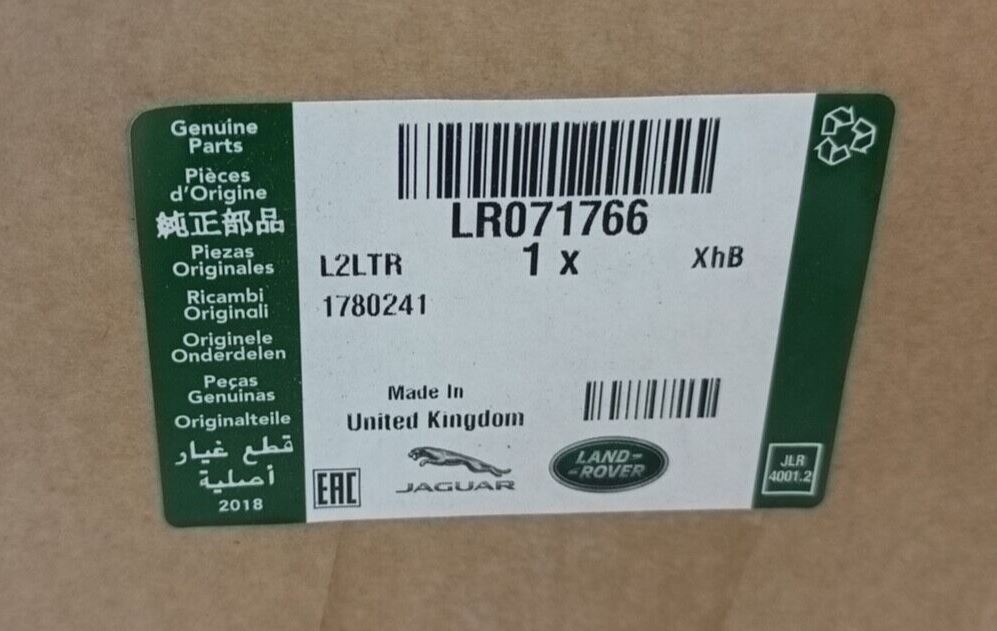 Genuine
Parts
Pièces
d'Origine
純正部品
Piezas
Originales
Ricambi
Originali
Originele
Onderdelen
Peças
Genuinas
Originalteile
قطع غيار
أصلية
2018
LR071766
1 x
L2LTR
XhB
1780241
Made In
United Kingdom
EAC
JAGUAR
LAND-
-ROVER
JLR
4001.2